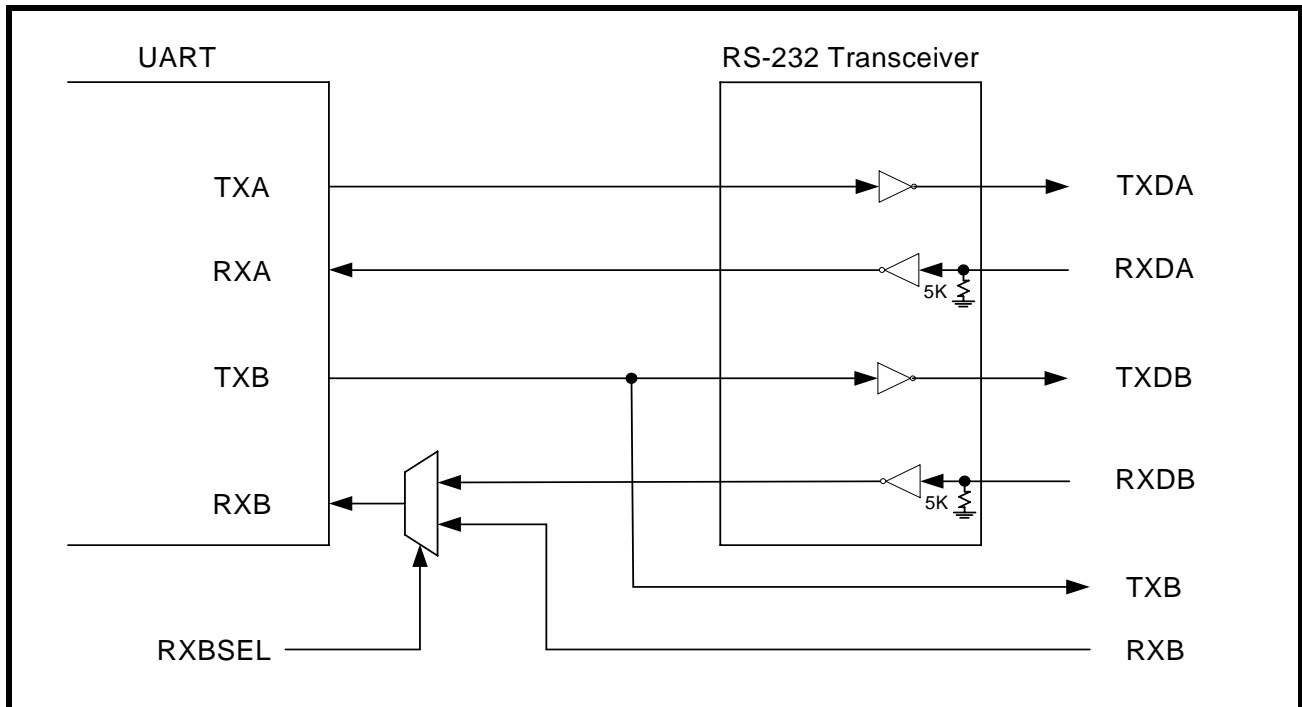 UART
RS-232 Transceiver
TXA
TXDA
RXA
RXDA
5K
TXB
TXDB
RXB
RXDB
5K
TXB
RXBSEL
RXB